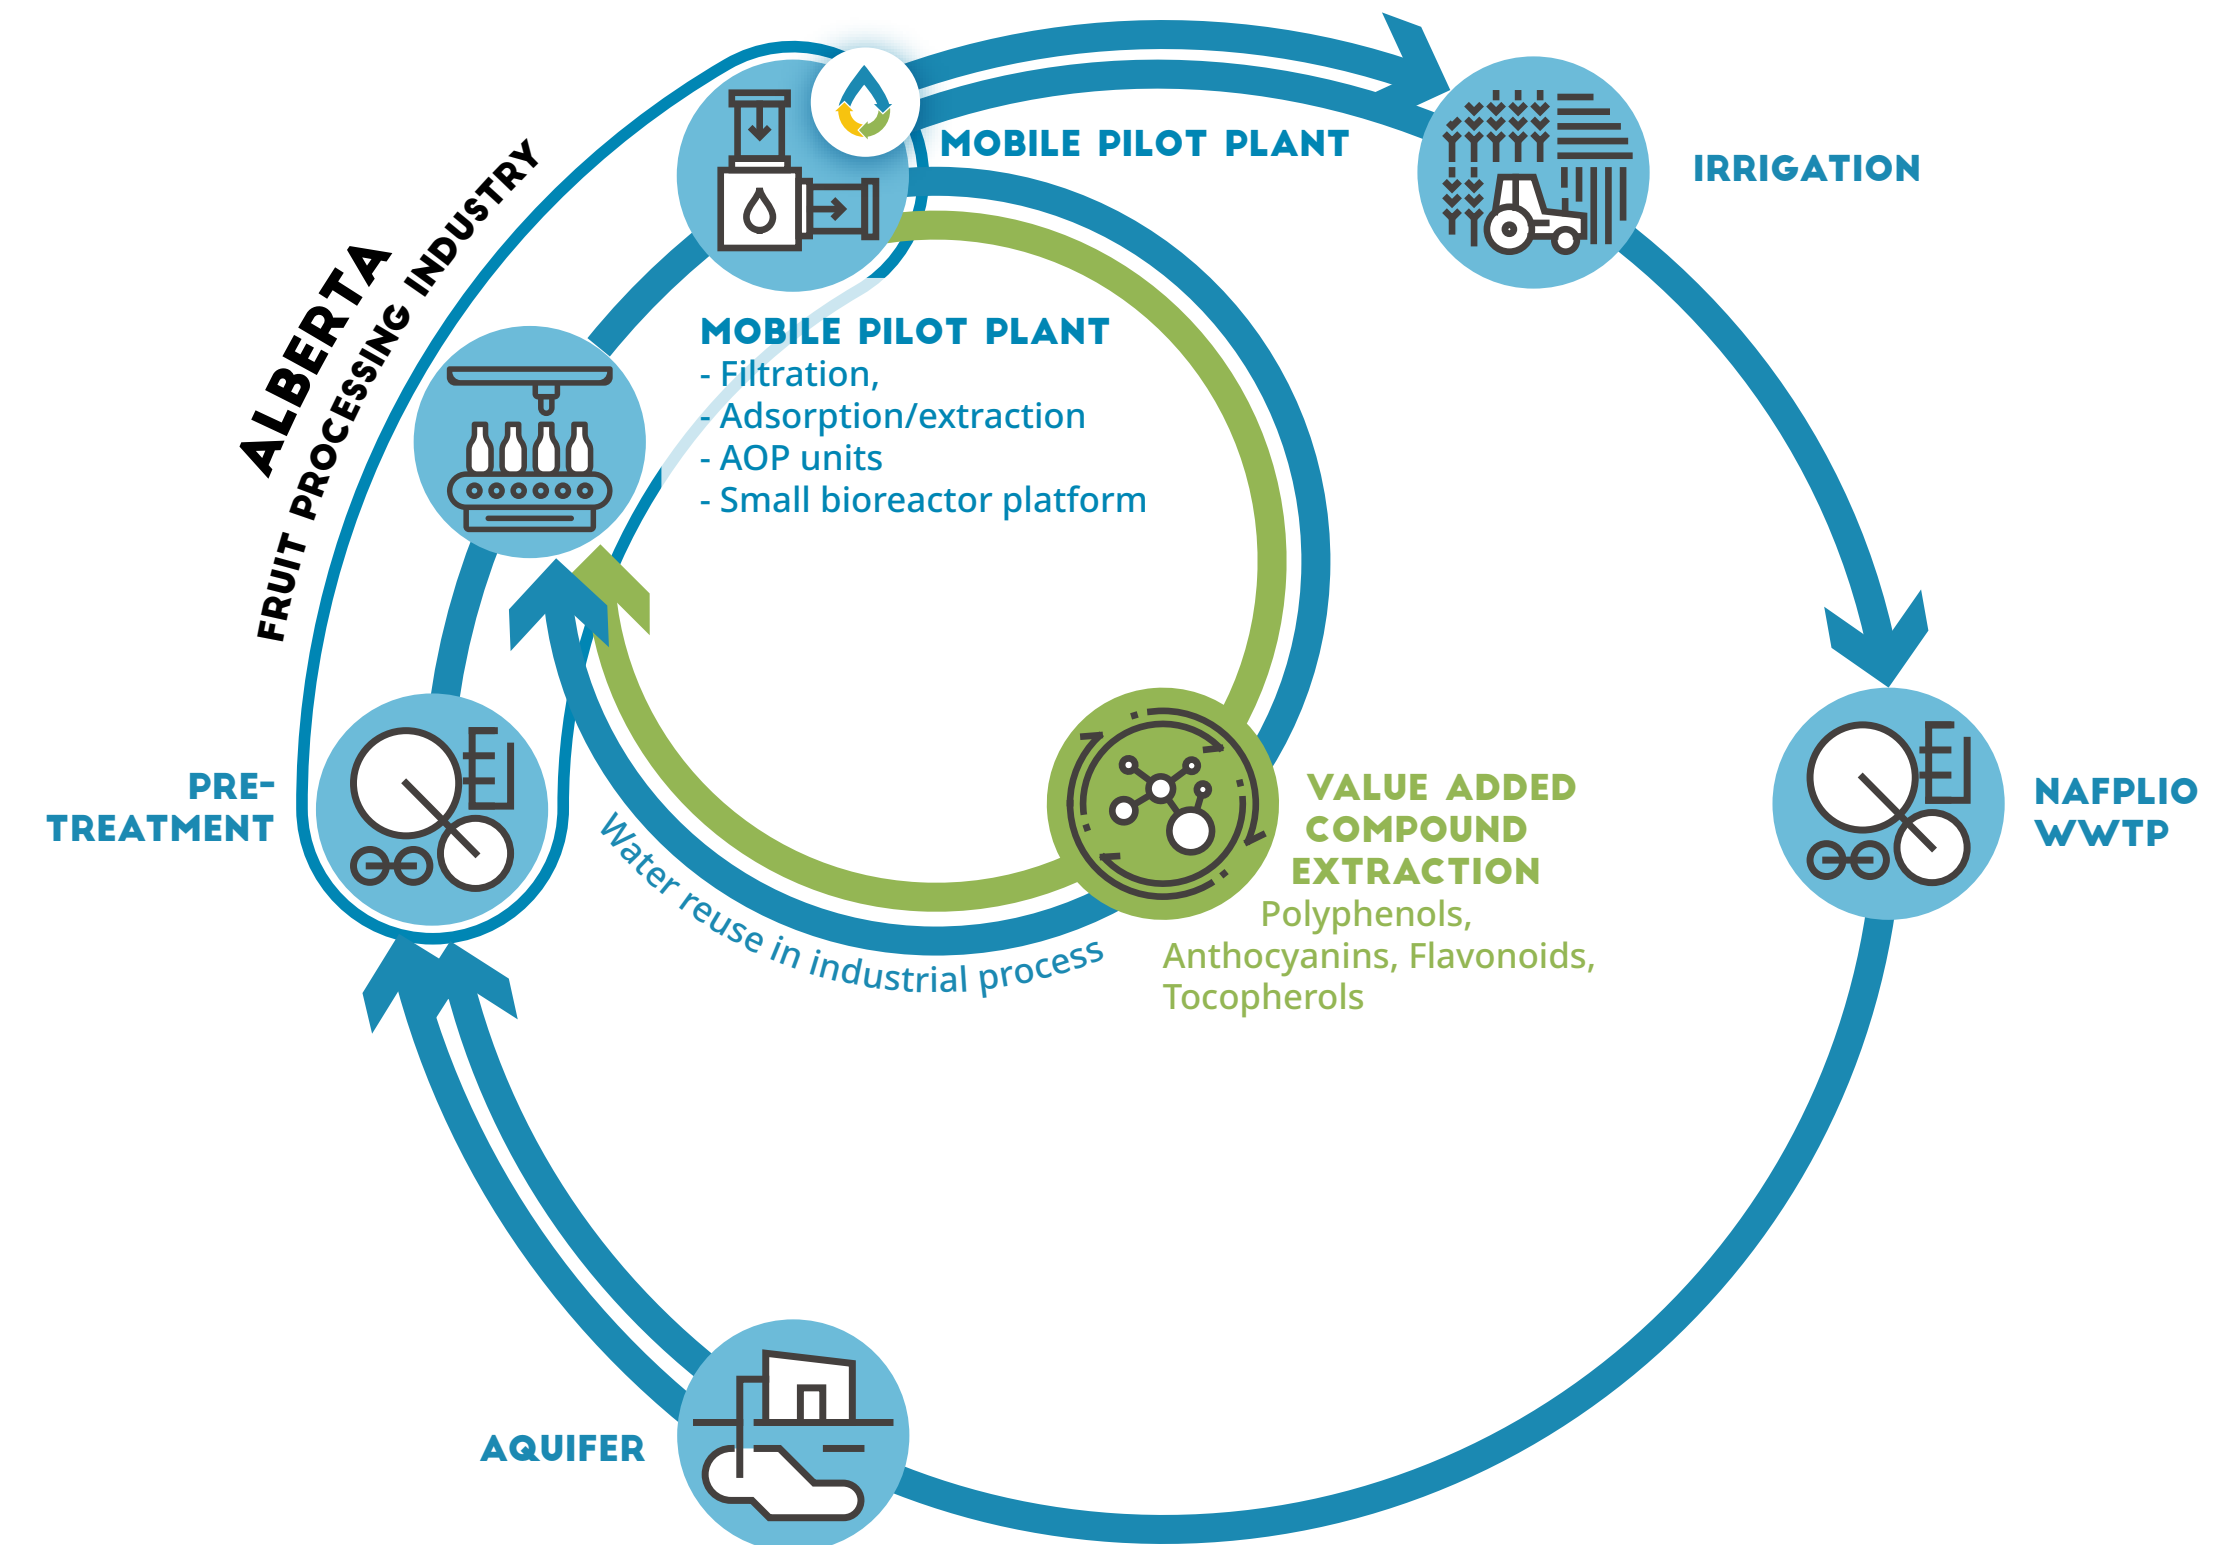 ALBERTA
FRUIT PROCESSING INDUSTRY
MOBILE PILOT PLANT
IRRIGATION
MOBILE PILOT PLANT
- Filtration,
- Adsorption/extraction
- AOP units
- Small bioreactor platform
PRE-
TREATMENT
VALUE ADDED
COMPOUND
EXTRACTION
Polyphenols,
Anthocyanins, Flavonoids,
Tocopherols
NAFPLIO
WWTP
Water reuse in industrial process
AQUIFER